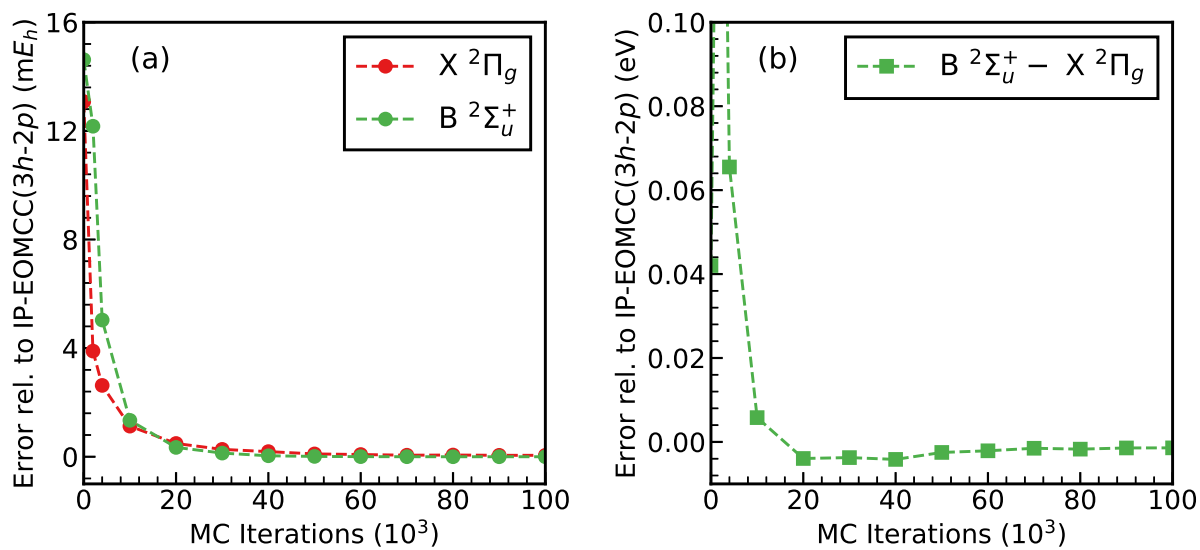 (a)
X ²Π_g
B ²Σ_u^+
Error rel. to IP-EOMCC(3h-2p) (mE_h)
16
12
8
4
0
0 20 40 60 80 100
MC Iterations (10³)
(b)
B ²Σ_u^+ − X ²Π_g
Error rel. to IP-EOMCC(3h-2p) (eV)
0.10
0.08
0.06
0.04
0.02
0.00
0 20 40 60 80 100
MC Iterations (10³)